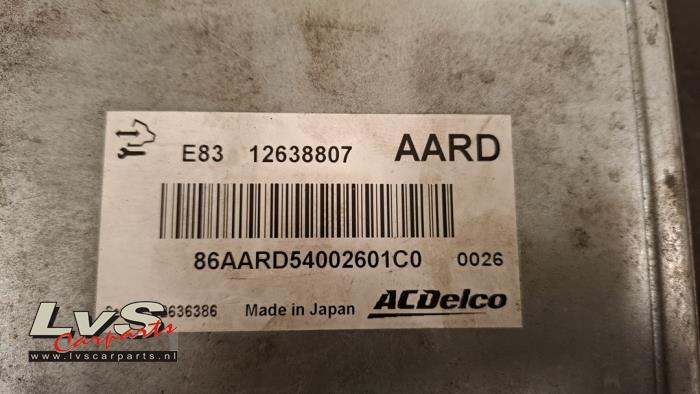 E83 12638807 AARD
86AARD54002601C0 0026
636386 Made in Japan ACDelco
LvS
Carparts
www.lvscarparts.nl